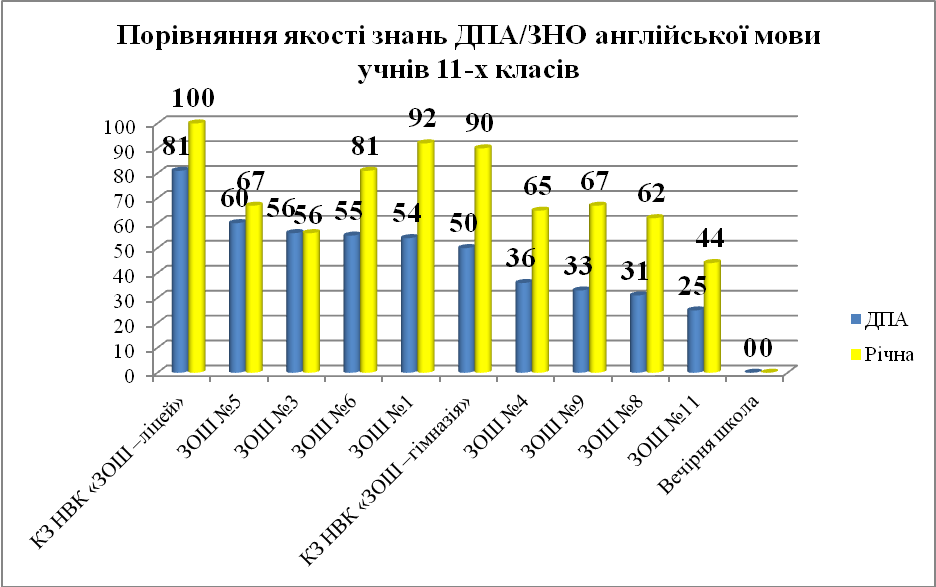 Порівняння якості знань ДПА/ЗНО англійської мови
учнів 11-х класів
100
90
80
70
60
50
40
30
20
10
0
81
100
60
67
56
56
55
81
54
92
50
90
36
65
33
67
31
62
25
44
0
0
КЗ НВК «ЗОШ –ліцей»
ЗОШ №5
ЗОШ №3
ЗОШ №6
ЗОШ №1
КЗ НВК «ЗОШ –гімназія»
ЗОШ №4
ЗОШ №9
ЗОШ №8
ЗОШ №11
Вечірня школа
ДПА
Річна